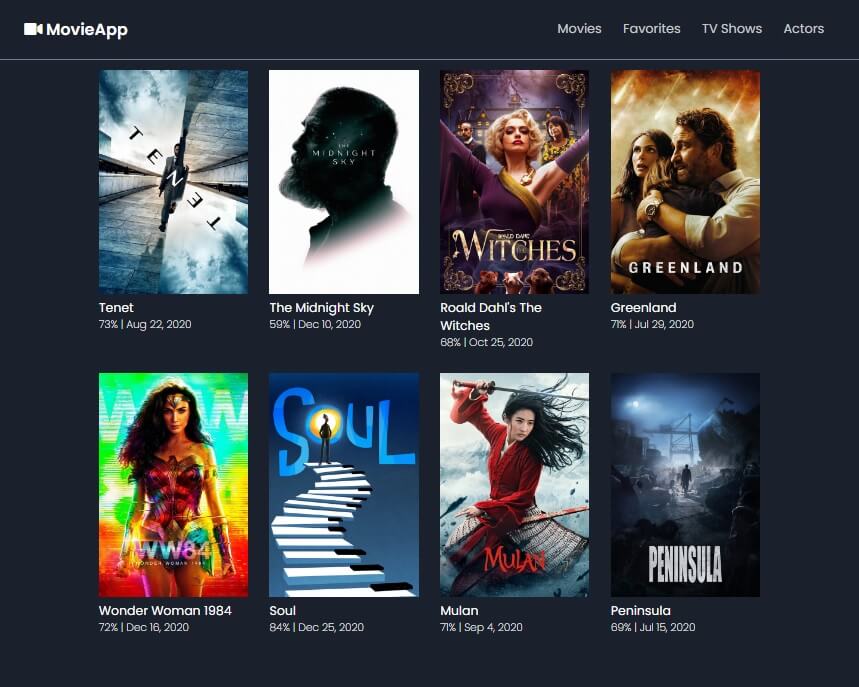 MovieApp
Movies Favorites TV Shows Actors
TENET
THE
MIDNIGHT
SKY
ROALD DAHL'S
WITCHES
GREENLAND
Tenet
73% | Aug 22, 2020
The Midnight Sky
59% | Dec 10, 2020
Roald Dahl's The
Witches
68% | Oct 25, 2020
Greenland
71% | Jul 29, 2020
WW
SOUL
WW84
WONDER WOMAN 1984
MULAN
PENINSULA
Wonder Woman 1984
72% | Dec 16, 2020
Soul
84% | Dec 25, 2020
Mulan
71% | Sep 4, 2020
Peninsula
69% | Jul 15, 2020